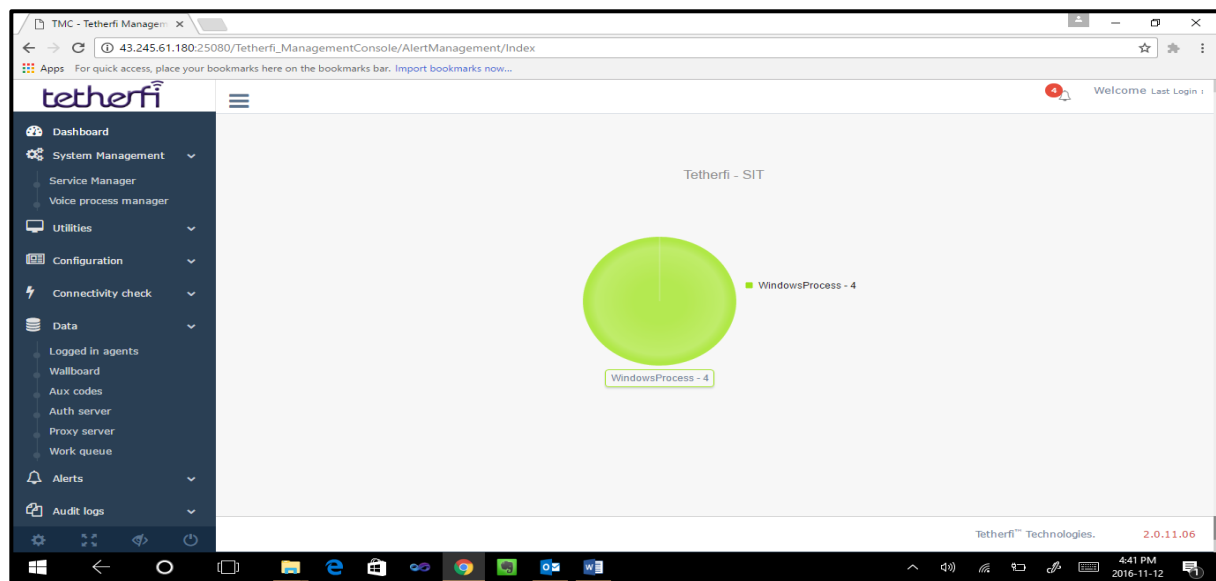 TMC - Tetherfi Managem
43.245.61.180:25080/Tetherfi_ManagementConsole/AlertManagement/Index
Apps For quick access, place your bookmarks here on the bookmarks bar. Import bookmarks now...
tetherfi
4
Welcome Last Login :
Dashboard
System Management
Service Manager
Voice process manager
Utilities
Configuration
Connectivity check
Data
Logged in agents
Wallboard
Aux codes
Auth server
Proxy server
Work queue
Alerts
Audit logs
Tetherfi - SIT
WindowsProcess - 4
WindowsProcess - 4
Tetherfi™ Technologies.
2.0.11.06
4:41 PM
2016-11-12
1